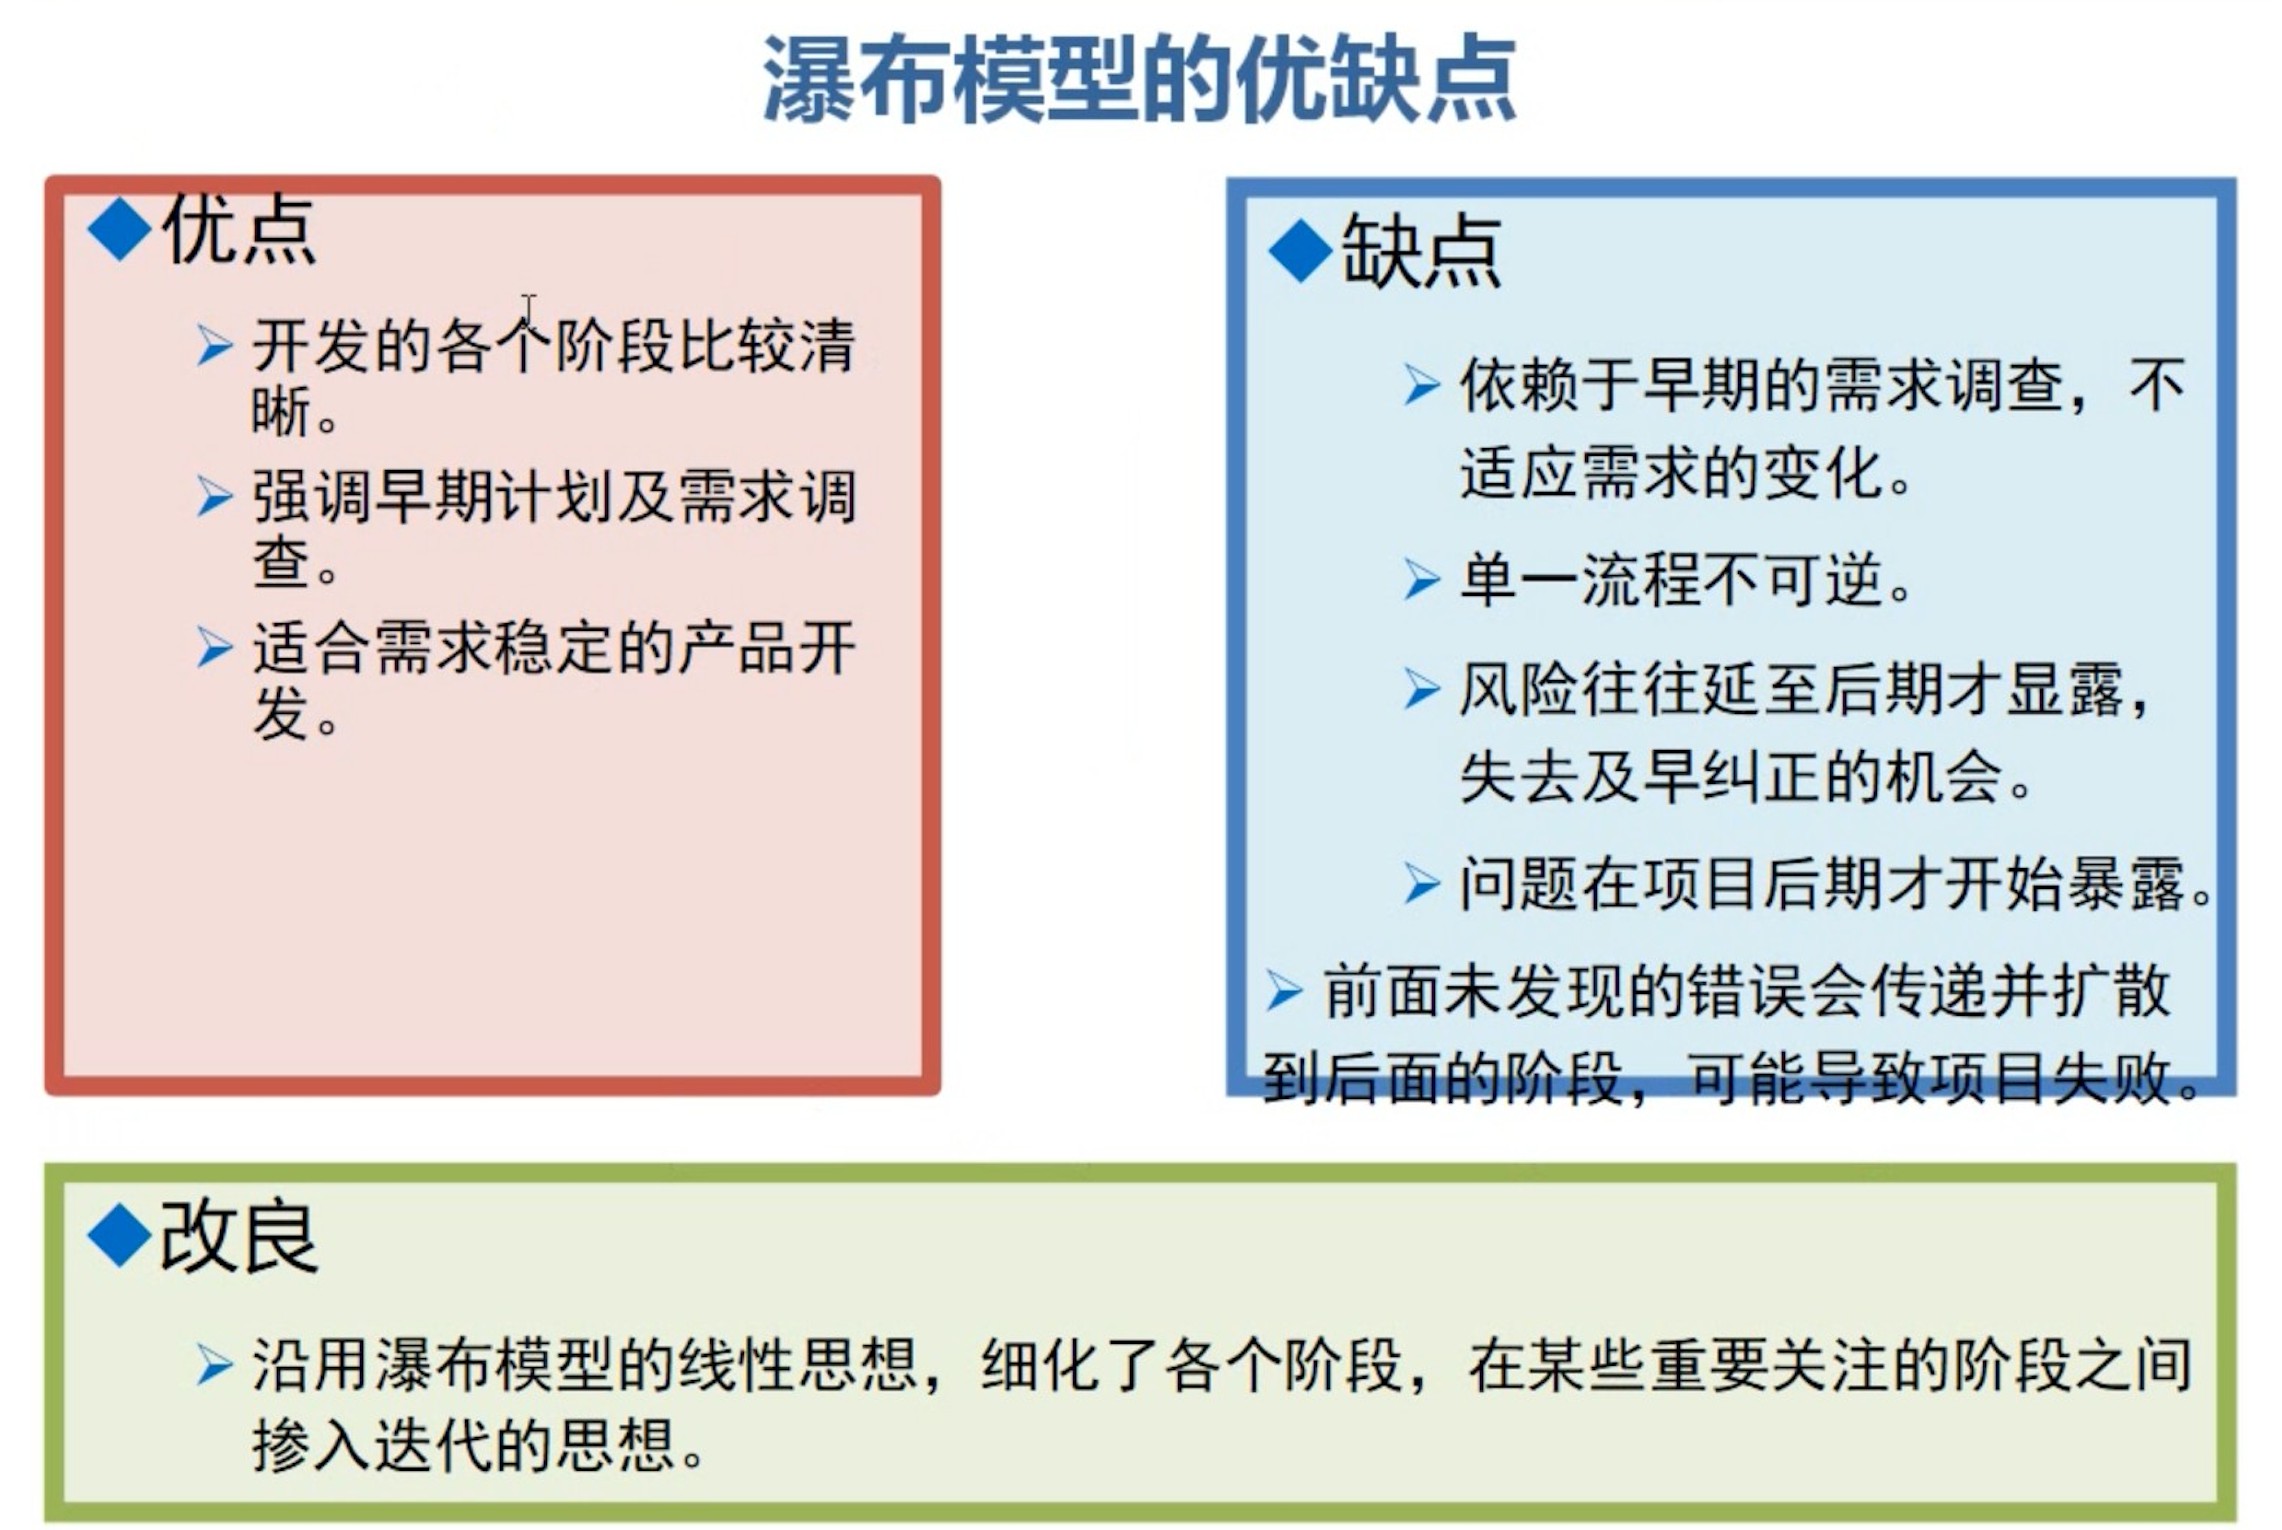 瀑布模型的优缺点
优点
开发的各个阶段比较清
晰。
强调早期计划及需求调
查。
适合需求稳定的产品开
发。
缺点
依赖于早期的需求调查，不
适应需求的变化。
单一流程不可逆。
风险往往延至后期才显露，
失去及早纠正的机会。
问题在项目后期才开始暴露。
前面未发现的错误会传递并扩散
到后面的阶段，可能导致项目失败。
改良
沿用瀑布模型的线性思想，细化了各个阶段，在某些重要关注的阶段之间
掺入迭代的思想。